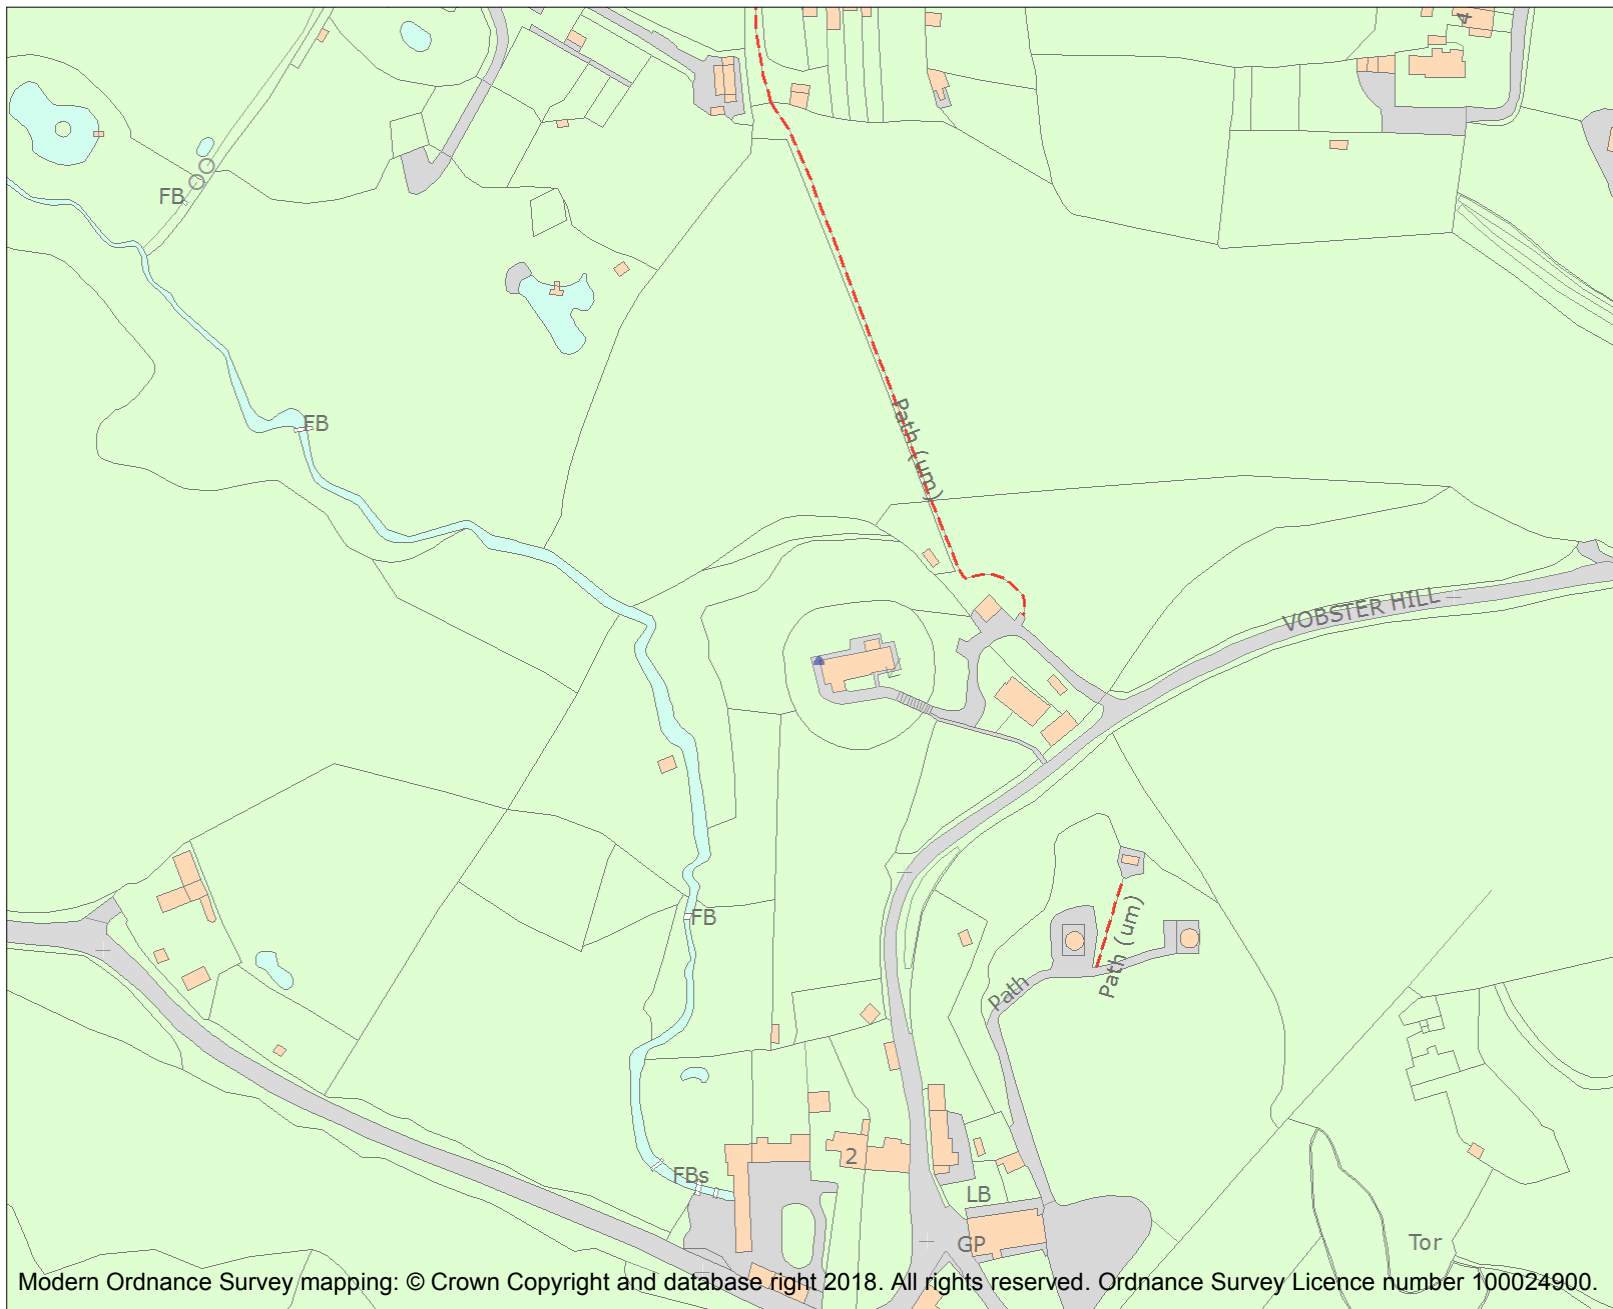 4
FB
FB
Path (um)
VOBSTER HILL
FB
Path (um)
Path
2
FBs
LB
GP
Tor
Modern Ordnance Survey mapping: © Crown Copyright and database right 2018. All rights reserved. Ordnance Survey Licence number 100024900.